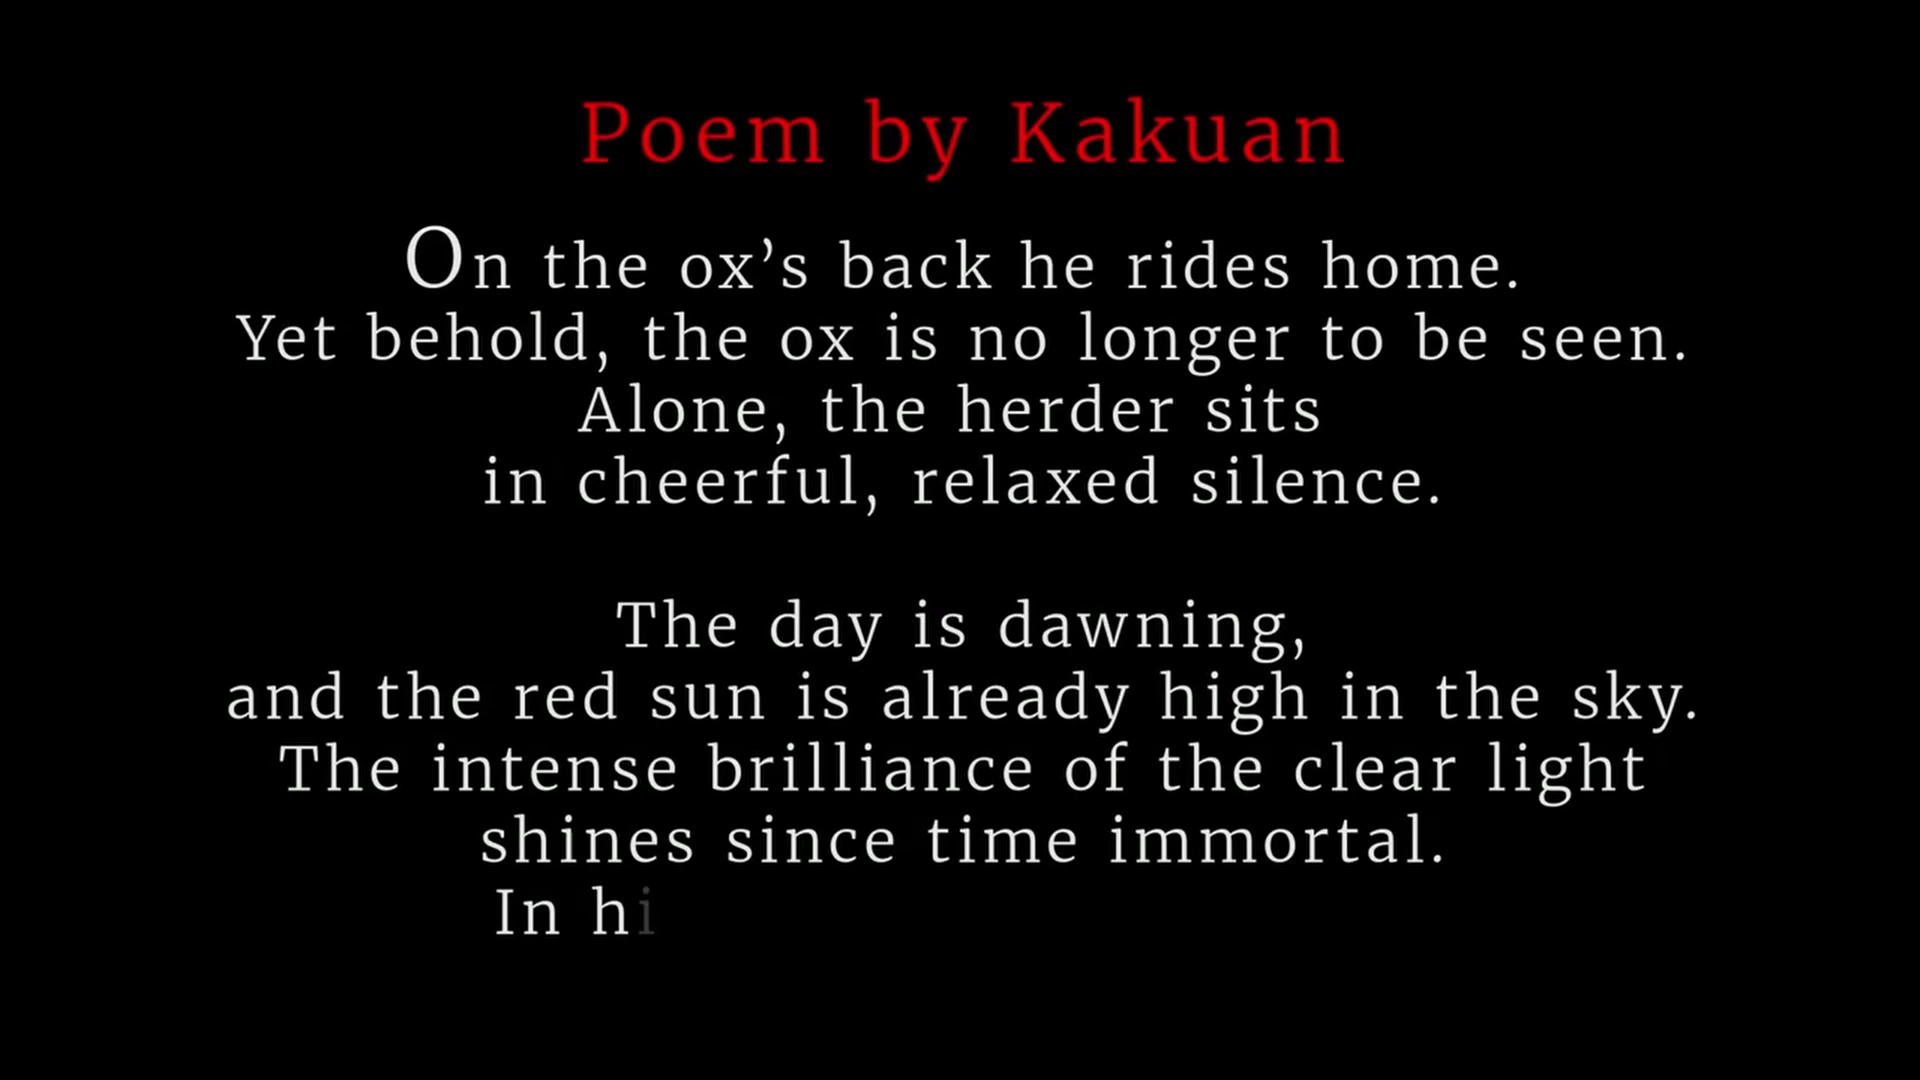 Poem by Kakuan
On the ox’s back he rides home.
Yet behold, the ox is no longer to be seen.
Alone, the herder sits
in cheerful, relaxed silence.
The day is dawning,
and the red sun is already high in the sky.
The intense brilliance of the clear light
shines since time immortal.
In hi